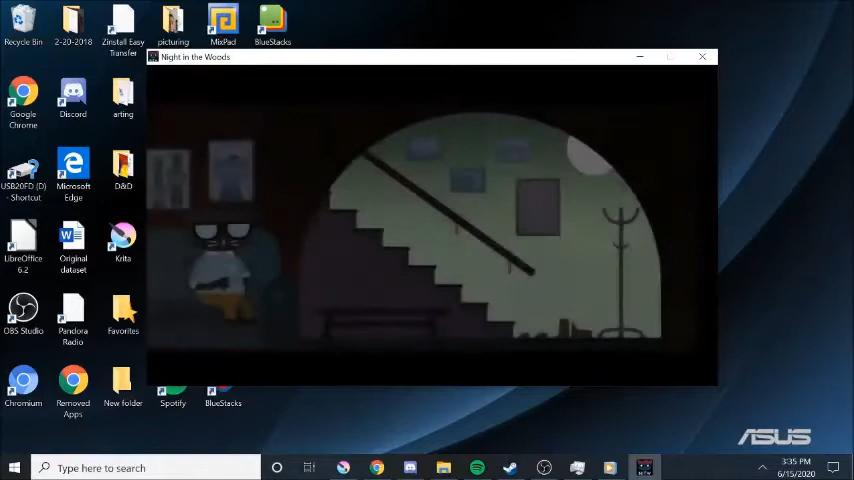 Recycle Bin
2-20-2018
Zinstall Easy
Transfer
picturing
MixPad
BlueStacks
Night in the Woods
Google
Chrome
Discord
arting
USB20FD (D)
- Shortcut
Microsoft
Edge
D&D
LibreOffice
6.2
Original
dataset
Krita
OBS Studio
Pandora
Radio
Favorites
Chromium
Removed
Apps
New folder
Spotify
BlueStacks
ASUS
Type here to search
3:35 PM
6/15/2020